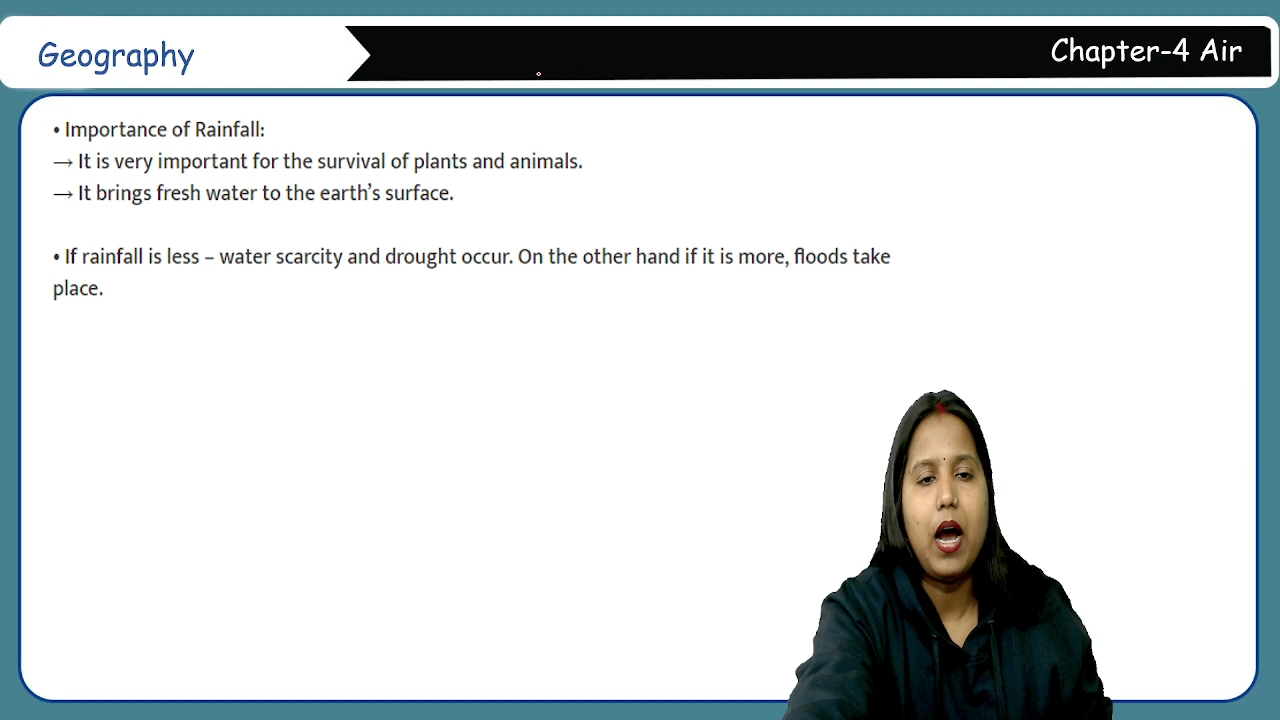 Geography
Chapter-4 Air
• Importance of Rainfall:
→ It is very important for the survival of plants and animals.
→ It brings fresh water to the earth’s surface.
• If rainfall is less – water scarcity and drought occur. On the other hand if it is more, floods take
place.